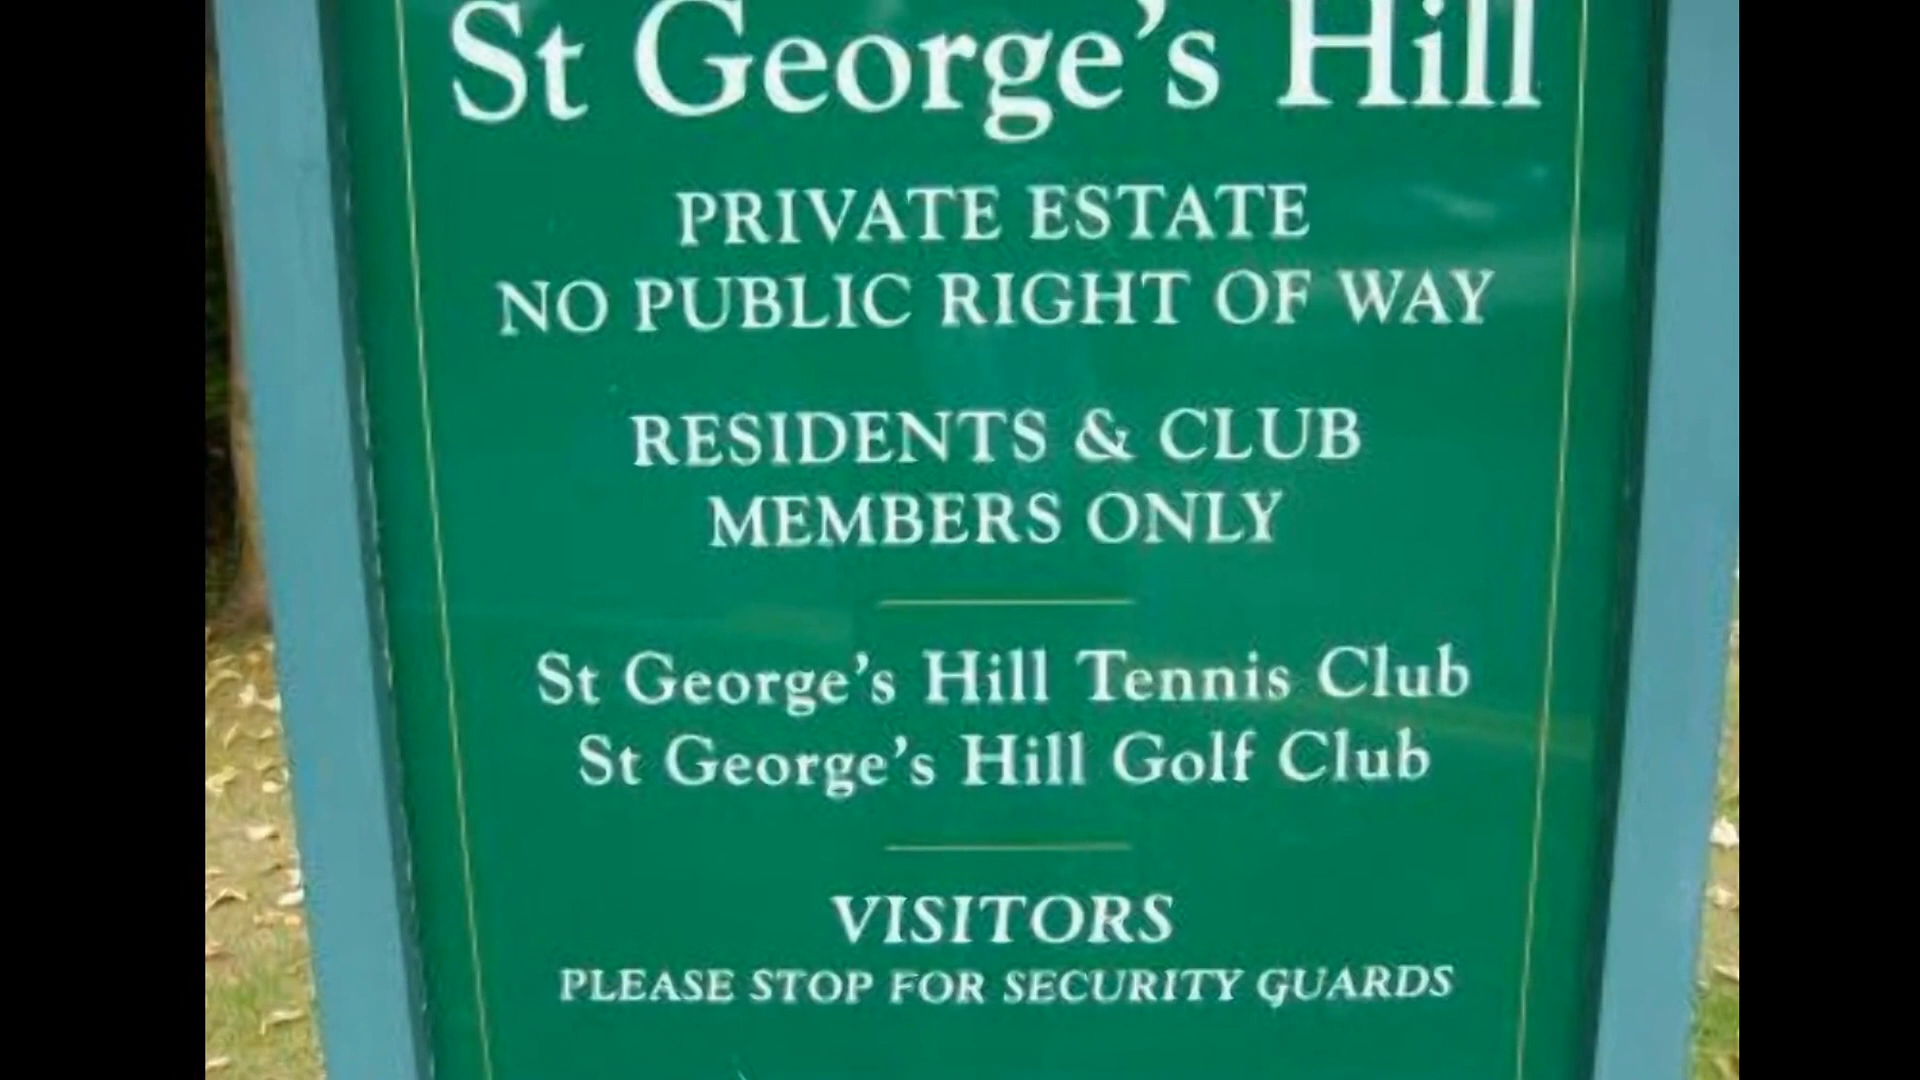 St George's Hill
PRIVATE ESTATE
NO PUBLIC RIGHT OF WAY
RESIDENTS & CLUB
MEMBERS ONLY
St George's Hill Tennis Club
St George's Hill Golf Club
VISITORS
PLEASE STOP FOR SECURITY GUARDS